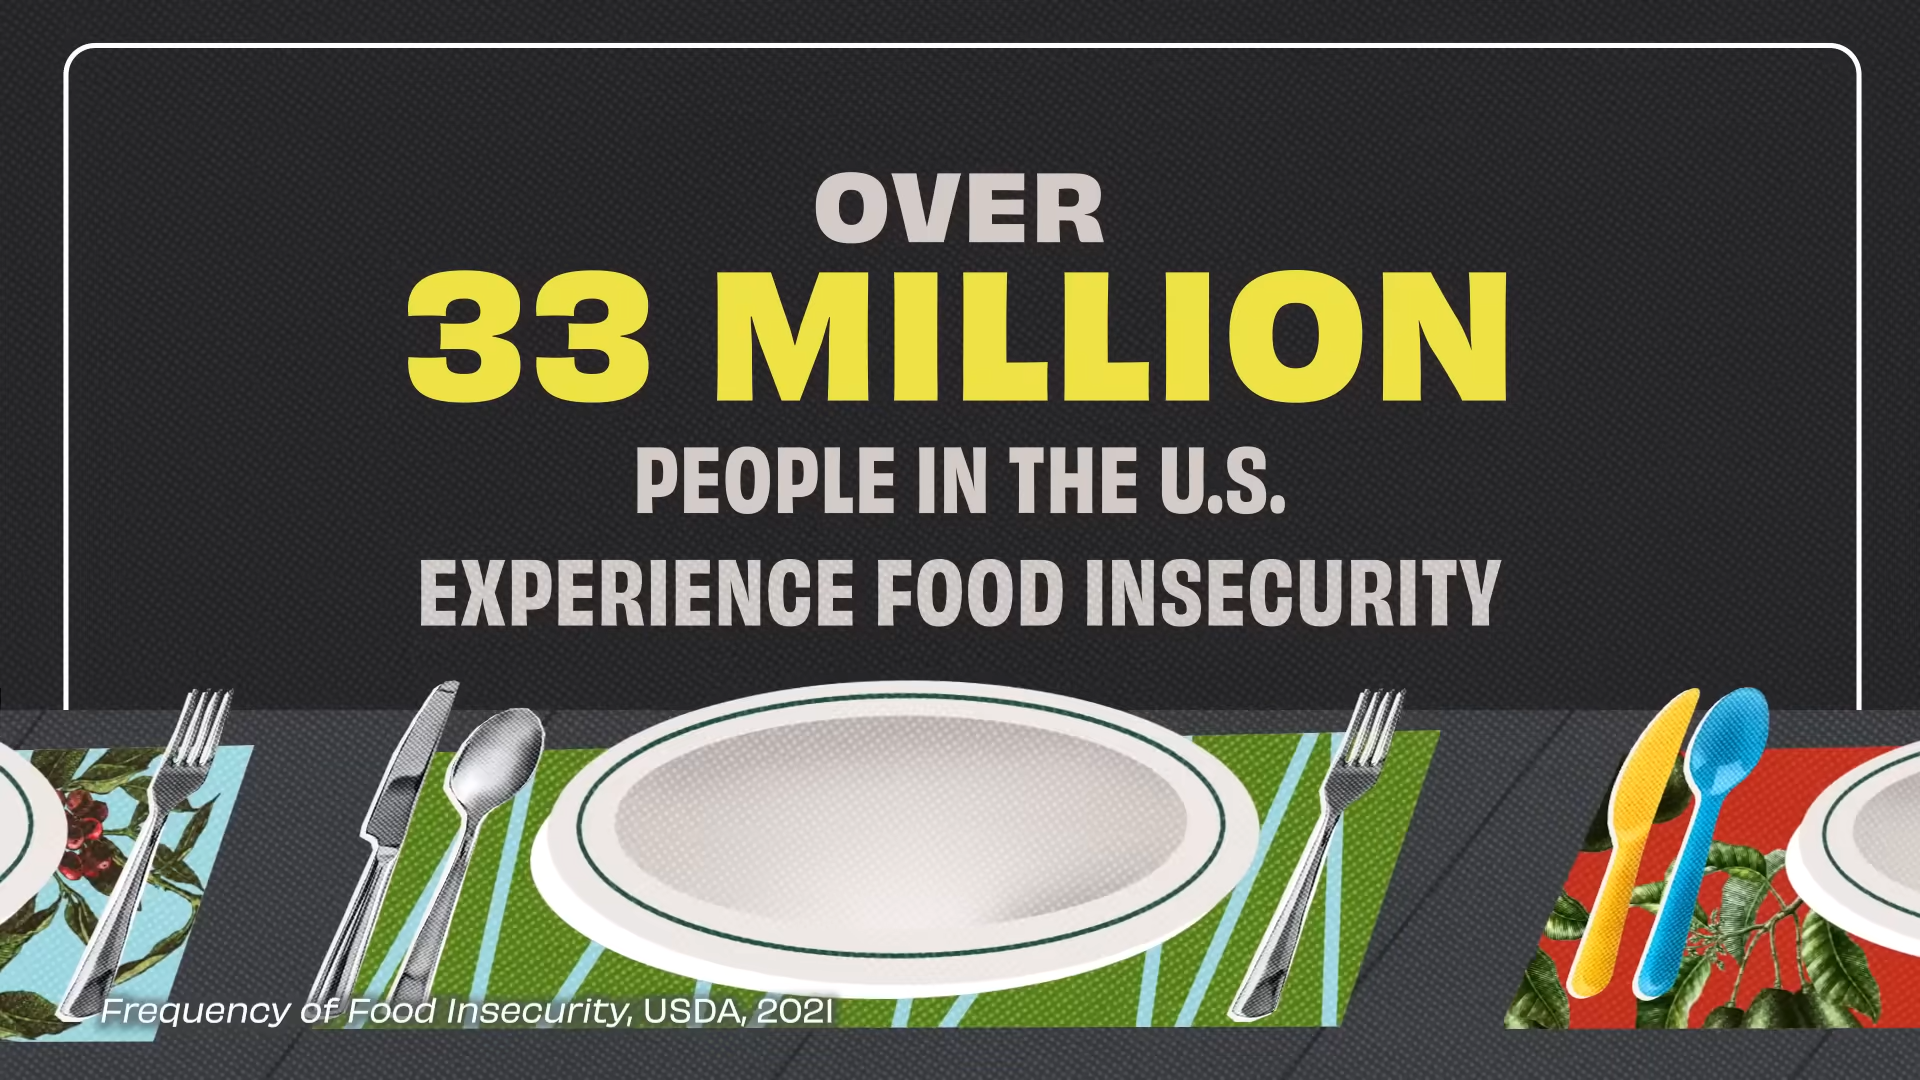 OVER
33 MILLION
PEOPLE IN THE U.S.
EXPERIENCE FOOD INSECURITY
Frequency of Food Insecurity, USDA, 2021